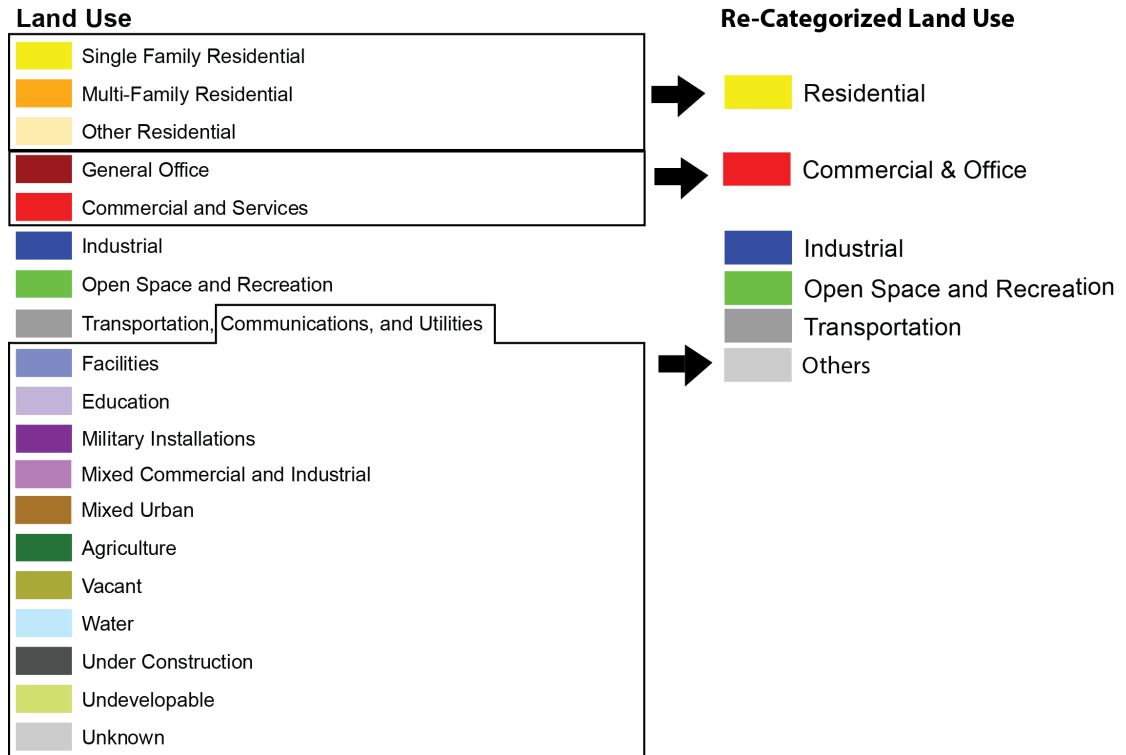 Land Use
Single Family Residential
Multi-Family Residential
Other Residential
General Office
Commercial and Services
Industrial
Open Space and Recreation
Transportation, Communications, and Utilities
Facilities
Education
Military Installations
Mixed Commercial and Industrial
Mixed Urban
Agriculture
Vacant
Water
Under Construction
Undevelopable
Unknown
Re-Categorized Land Use
Residential
Commercial & Office
Industrial
Open Space and Recreation
Transportation
Others